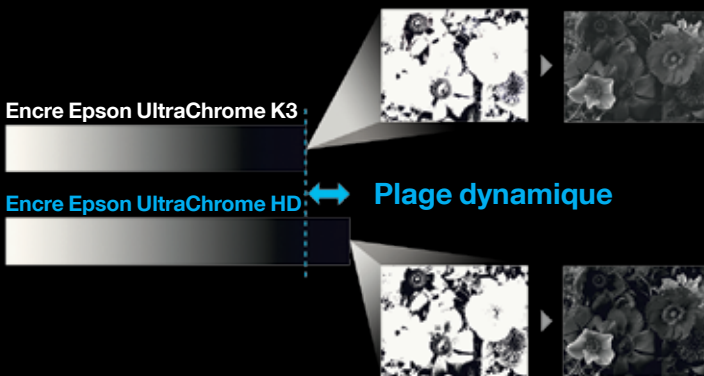 Encre Epson UltraChrome K3
Encre Epson UltraChrome HD
Plage dynamique